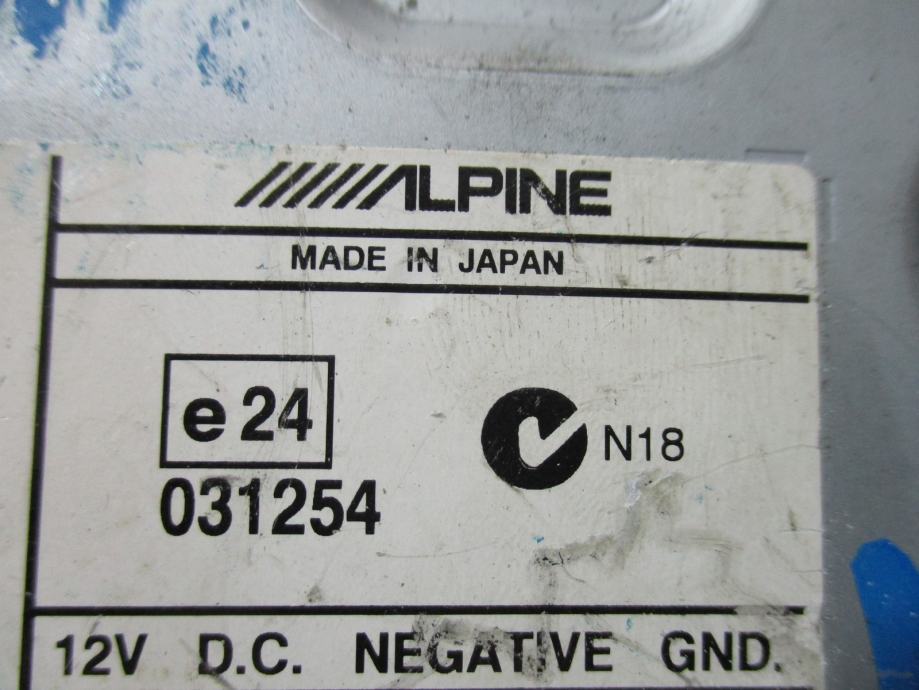 ALPINE
MADE IN JAPAN
e 24
031254
N18
12V D.C. NEGATIVE GND.